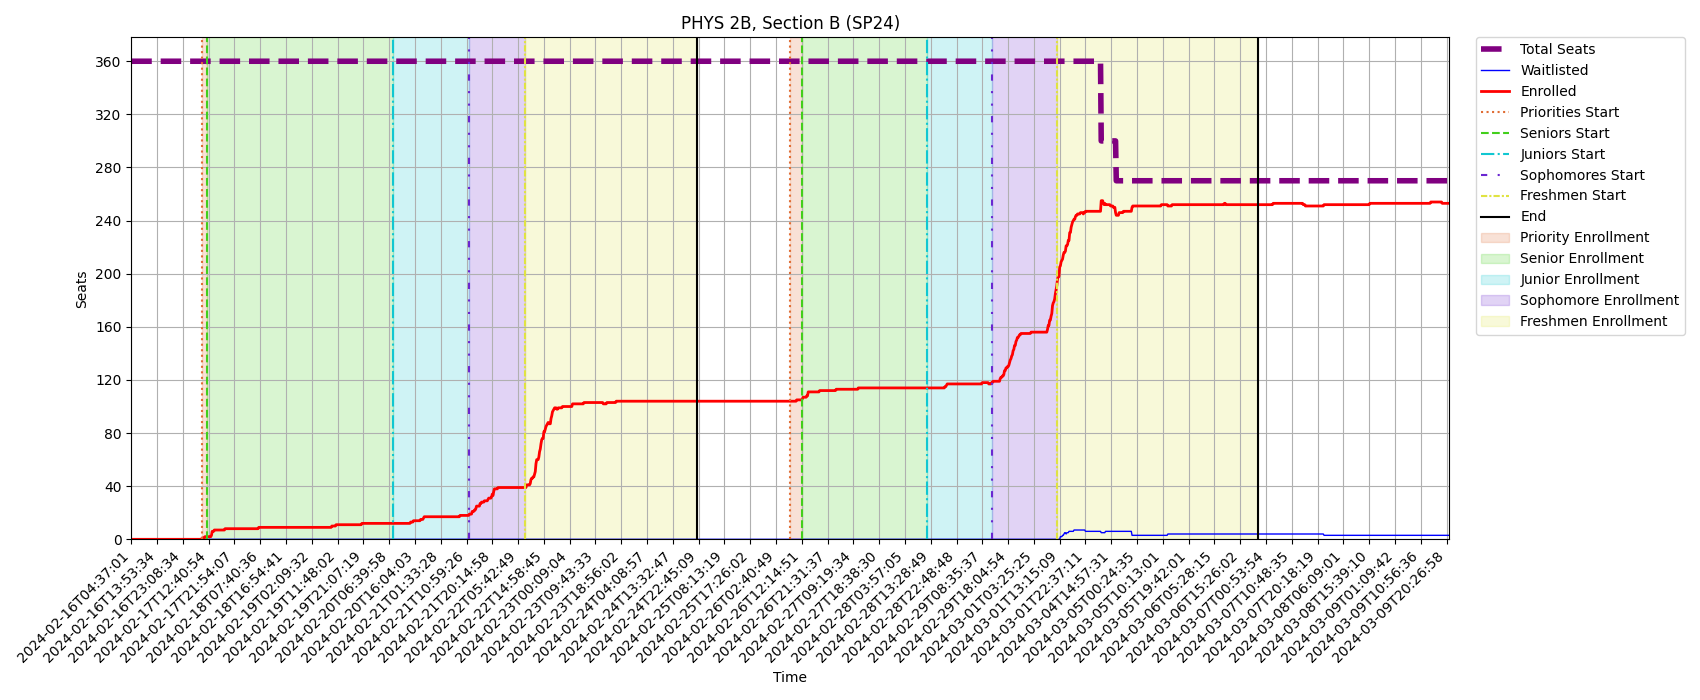 PHYS 2B, Section B (SP24)
Seats
360
320
280
240
200
160
120
80
40
0
2024-02-16T04:37:01
2024-02-16T13:53:34
2024-02-16T23:08:34
2024-02-17T12:40:54
2024-02-17T21:54:07
2024-02-18T07:40:36
2024-02-18T16:54:41
2024-02-19T02:09:32
2024-02-19T11:48:02
2024-02-19T21:07:19
2024-02-20T06:39:58
2024-02-20T16:04:03
2024-02-21T01:33:28
2024-02-21T10:59:26
2024-02-21T20:14:58
2024-02-22T05:42:49
2024-02-22T14:58:45
2024-02-23T00:09:04
2024-02-23T09:43:33
2024-02-23T18:56:02
2024-02-24T04:08:57
2024-02-24T13:32:47
2024-02-24T22:45:09
2024-02-25T08:13:19
2024-02-25T17:26:02
2024-02-26T02:40:49
2024-02-26T12:14:51
2024-02-26T21:31:37
2024-02-27T09:19:34
2024-02-27T18:38:30
2024-02-28T03:57:05
2024-02-28T13:28:49
2024-02-28T22:48:48
2024-02-29T08:35:37
2024-02-29T18:04:54
2024-03-01T03:25:25
2024-03-01T13:15:09
2024-03-01T22:37:11
2024-03-04T14:57:31
2024-03-05T00:24:35
2024-03-05T10:13:01
2024-03-05T19:42:01
2024-03-06T05:28:15
2024-03-06T15:26:02
2024-03-07T00:53:54
2024-03-07T10:48:35
2024-03-07T20:18:19
2024-03-08T06:09:01
2024-03-08T15:39:10
2024-03-09T01:09:42
2024-03-09T10:56:36
2024-03-09T20:26:58
Time
Total Seats
Waitlisted
Enrolled
Priorities Start
Seniors Start
Juniors Start
Sophomores Start
Freshmen Start
End
Priority Enrollment
Senior Enrollment
Junior Enrollment
Sophomore Enrollment
Freshmen Enrollment